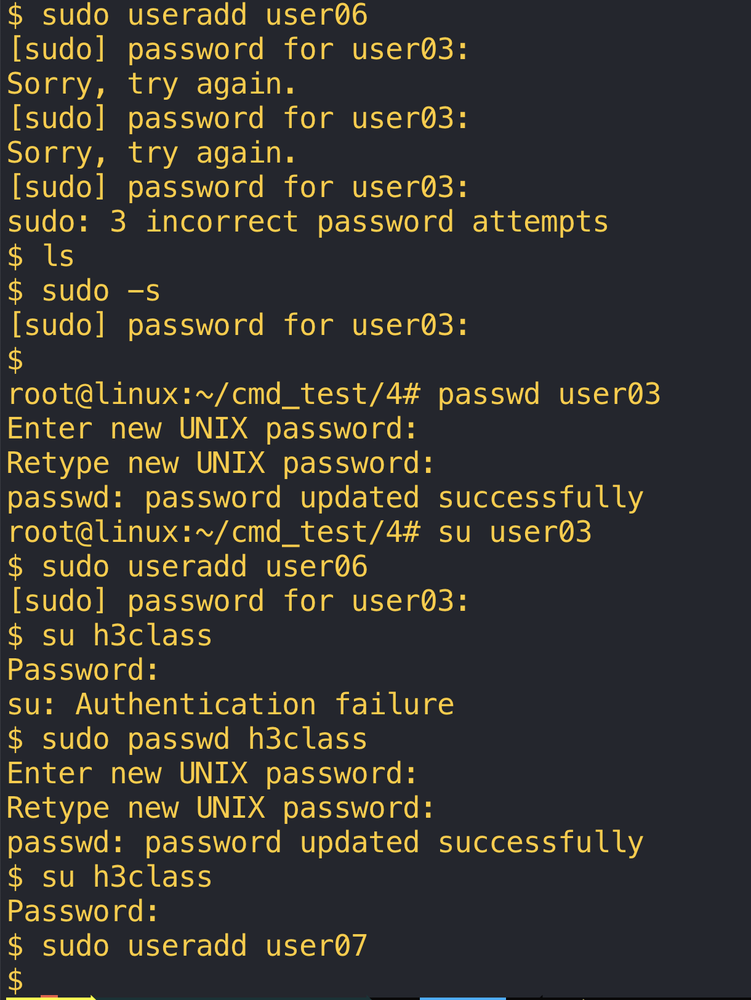 $ sudo useradd user06
[sudo] password for user03:
Sorry, try again.
[sudo] password for user03:
Sorry, try again.
[sudo] password for user03:
sudo: 3 incorrect password attempts
$ ls
$ sudo -s
[sudo] password for user03:
$
root@linux:~/cmd_test/4# passwd user03
Enter new UNIX password:
Retype new UNIX password:
passwd: password updated successfully
root@linux:~/cmd_test/4# su user03
$ sudo useradd user06
[sudo] password for user03:
$ su h3class
Password:
su: Authentication failure
$ sudo passwd h3class
Enter new UNIX password:
Retype new UNIX password:
passwd: password updated successfully
$ su h3class
Password:
$ sudo useradd user07
$